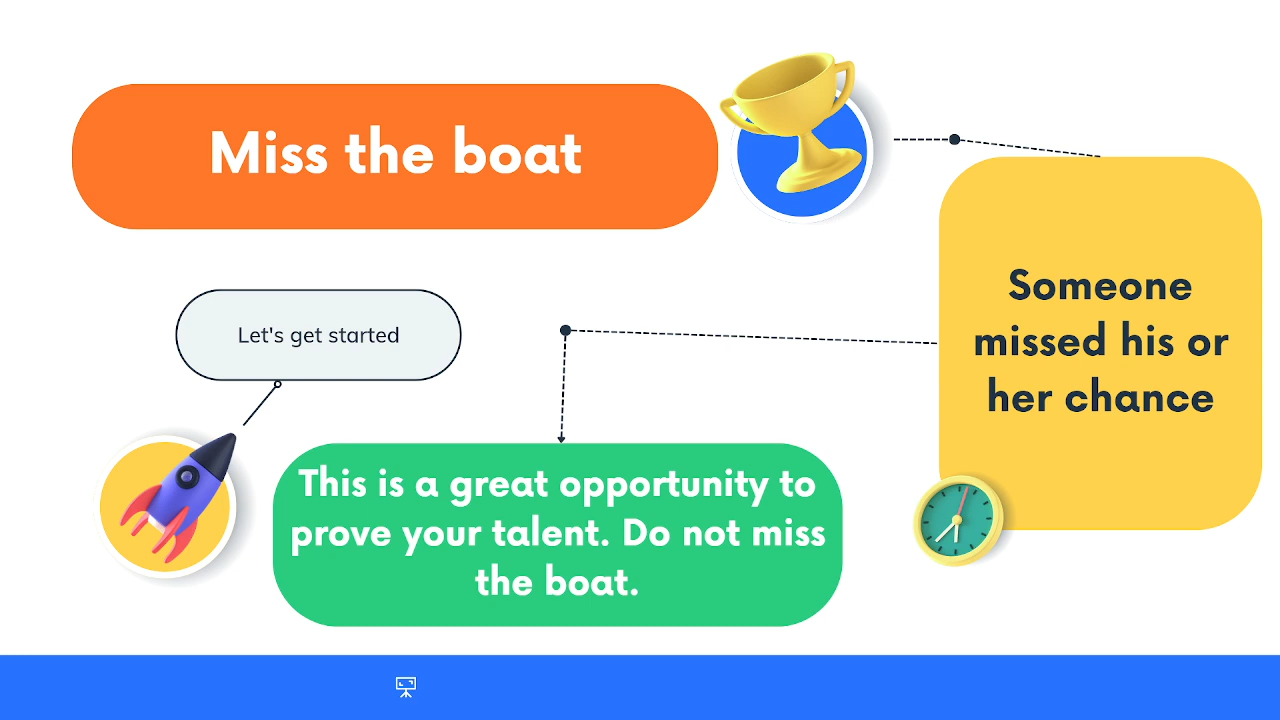 Miss the boat
Someone
missed his or
her chance
Let's get started
This is a great opportunity to
prove your talent. Do not miss
the boat.